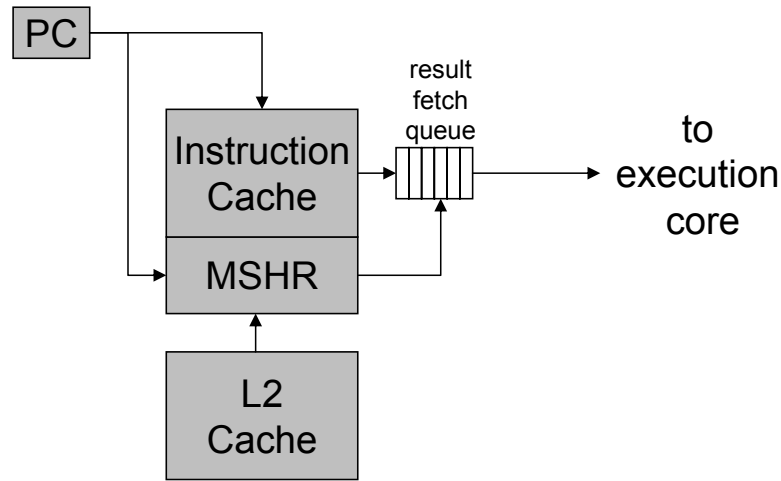 PC
result
fetch
queue
Instruction
Cache
to
execution
core
MSHR
L2
Cache